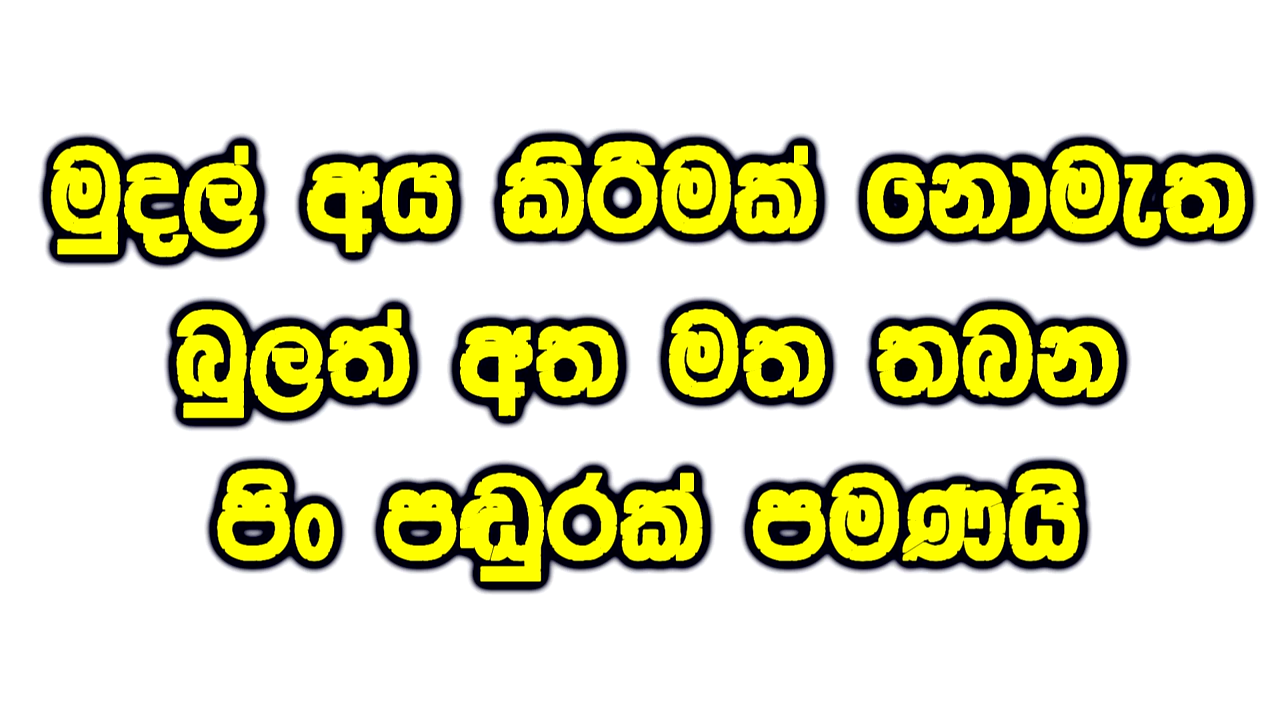 මුදල් අය කිරීමක් නොමැත
බුලත් අත මත තබන
පිං පඬුරක් පමණයි